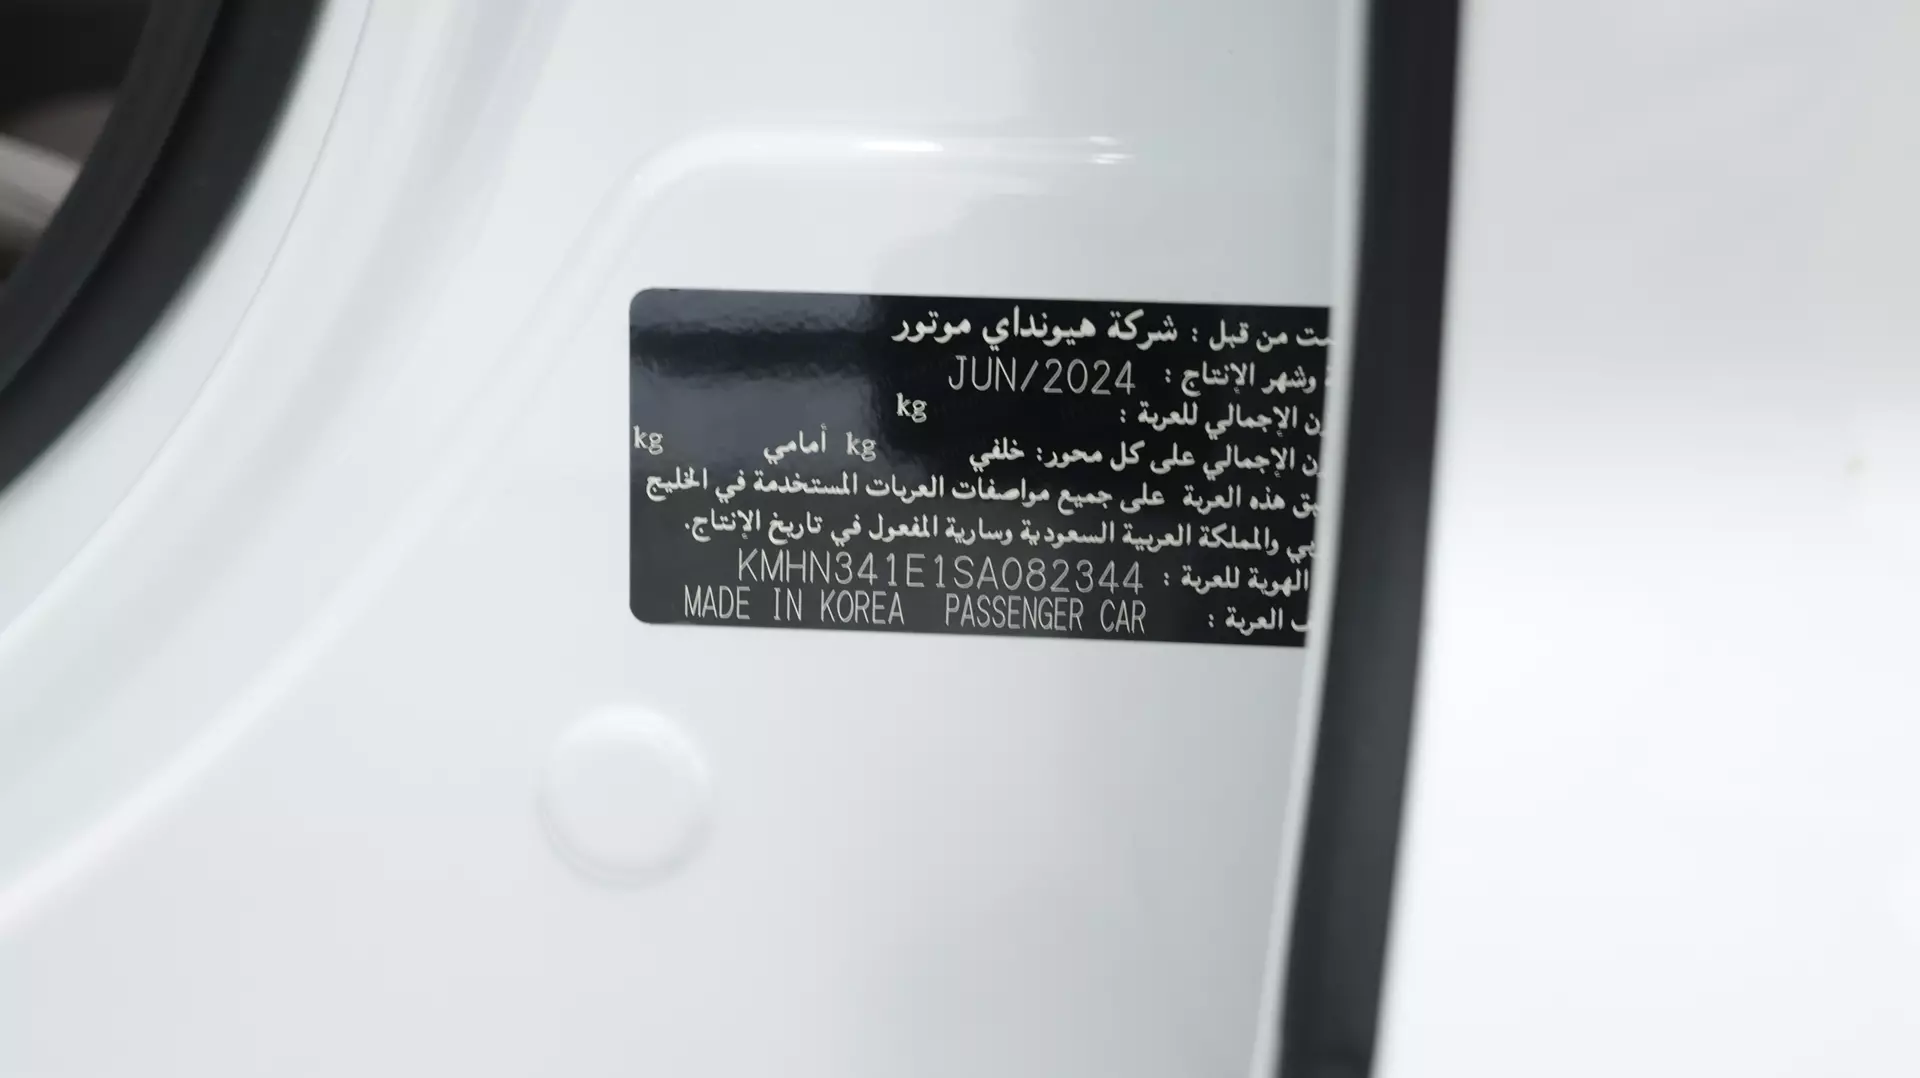 من قبل : شركة هيونداي موتور
وشهر الإنتاج : JUN/2024
الإجمالي للعربة : kg
الإجمالي على كل محور: خلفي kg أمامي kg
هذه العربة على جميع مواصفات العربات المستخدمة في الخليج
والمملكة العربية السعودية وسارية المفعول في تاريخ الإنتاج.
الهوية للعربة : KMHN341E1SA082344
العربة : MADE IN KOREA PASSENGER CAR